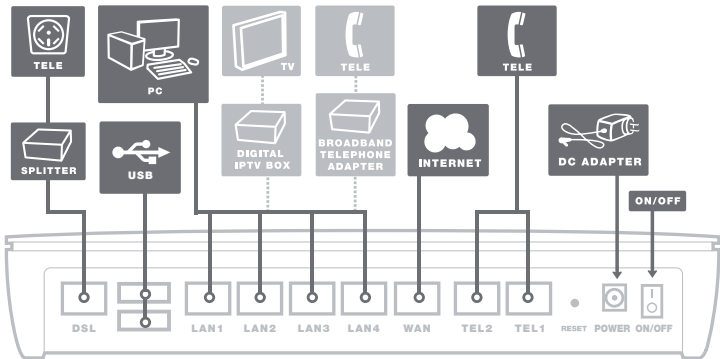 TELE
PC
TV
TELE
TELE
SPLITTER
USB
DIGITAL
IPTV BOX
BROADBAND
TELEPHONE
ADAPTER
INTERNET
DC ADAPTER
ON/OFF
DSL
LAN1
LAN2
LAN3
LAN4
WAN
TEL2
TEL1
RESET
POWER
ON/OFF